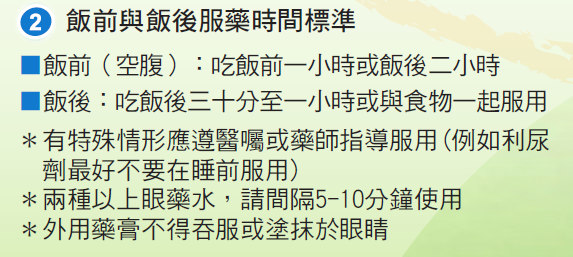 2 飯前與飯後服藥時間標準
■飯前（空腹）：吃飯前一小時或飯後二小時
■飯後：吃飯後三十分至一小時或與食物一起服用
＊有特殊情形應遵醫囑或藥師指導服用(例如利尿
劑最好不要在睡前服用)
＊兩種以上眼藥水，請間隔5-10分鐘使用
＊外用藥膏不得吞服或塗抹於眼睛